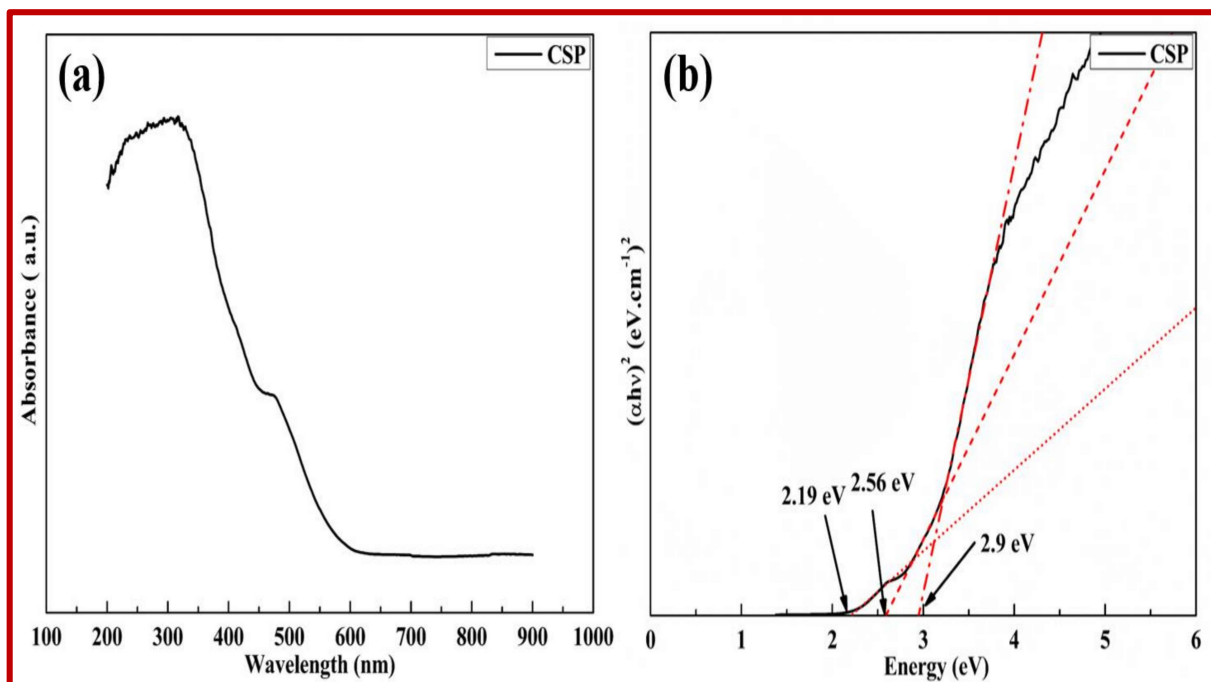 (a)
CSP
Absorbance ( a.u.)
100 200 300 400 500 600 700 800 900 1000
Wavelength (nm)
(b)
CSP
(αhν)² (eV.cm⁻¹)²
2.19 eV
2.56 eV
2.9 eV
0 1 2 3 4 5 6
Energy (eV)